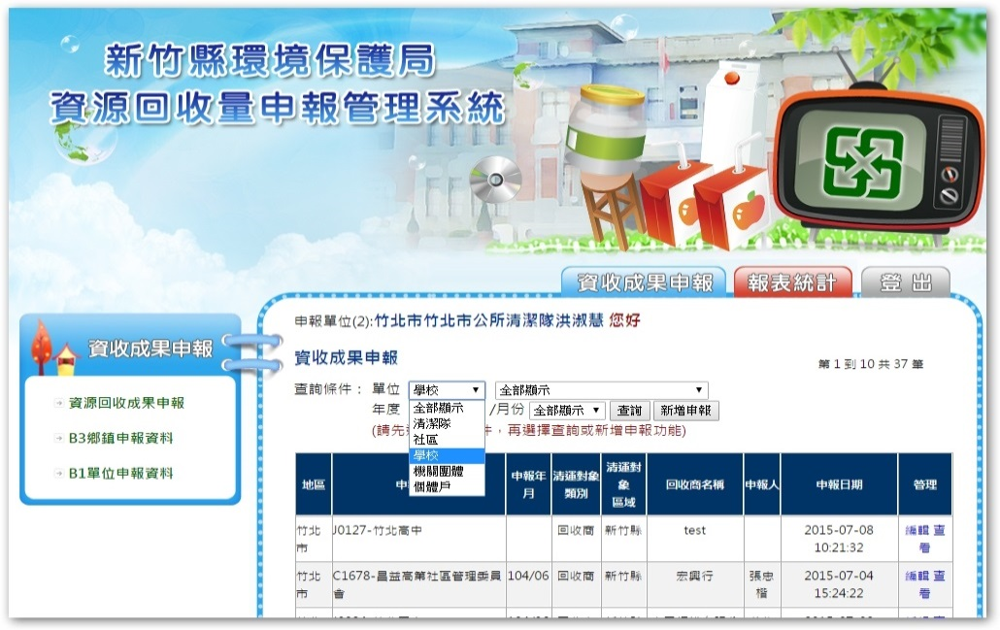 新竹縣環境保護局
資源回收量申報管理系統
資收成果申報 報表統計 登 出
資收成果申報
資源回收成果申報
B3鄉鎮申報資料
B1單位申報資料
申報單位(2):竹北市竹北市公所清潔隊洪淑慧 您好
資收成果申報
第 1 到 10 共 37 筆
查詢條件： 單位 學校 全部顯示
年度 /月份 全部顯示 查詢 新增申報
(請先 件，再選擇查詢或新增申報功能)
全部顯示
清潔隊
社區
學校
機關團體
個體戶
地區 申報年月 清運對象類別 清運對象區域 回收商名稱 申報人 申報日期 管理
竹北市 J0127-竹北高中 回收商 新竹縣 test 2015-07-08 10:21:32 編輯 查看
竹北市 C1678-昌益高第社區管理委員會 104/06 回收商 新竹縣 宏興行 張忠楷 2015-07-04 15:24:22 編輯 查看